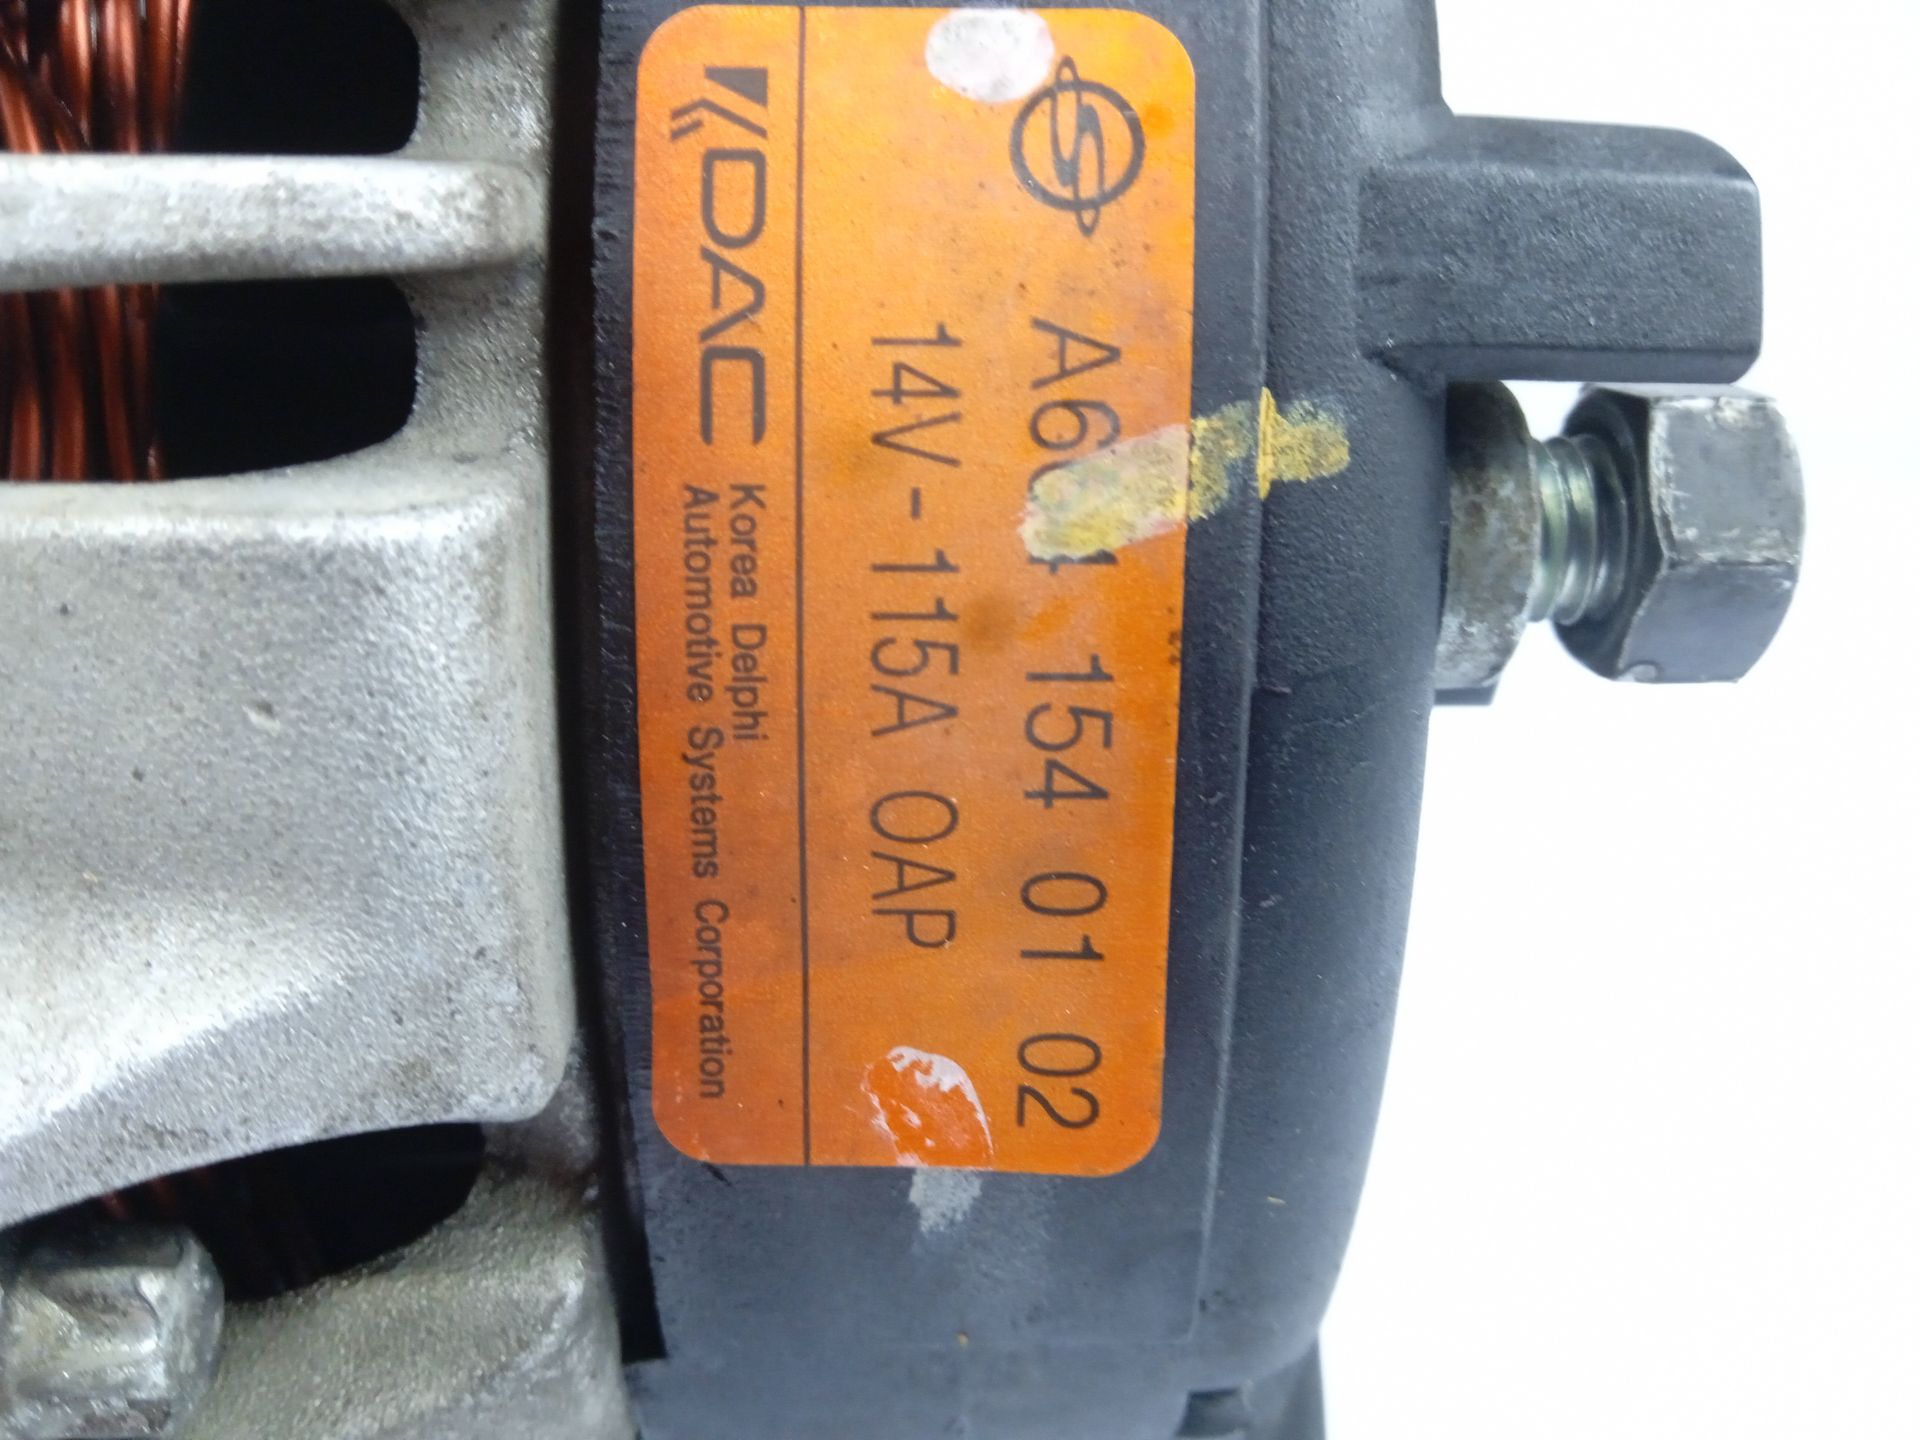 154 01 02
14V-115A OAP
KDAC
Korea Delphi
Automotive Systems Corporation